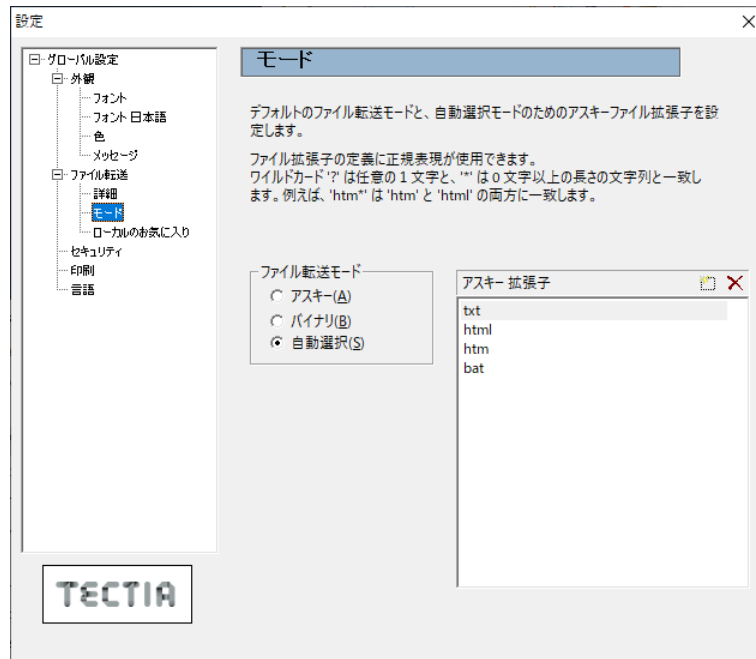 設定
グローバル設定
外観
フォント
フォント 日本語
色
メッセージ
ファイル転送
詳細
モード
ローカルのお気に入り
セキュリティ
印刷
言語
TECTIA
モード
デフォルトのファイル転送モードと、自動選択モードのためのアスキーファイル拡張子を設
定します。
ファイル拡張子の定義に正規表現が使用できます。
ワイルドカード '?' は任意の 1 文字と、'*' は 0 文字以上の長さの文字列と一致し
ます。例えば、'htm*' は 'htm' と 'html' の両方に一致します。
ファイル転送モード
アスキー(A)
バイナリ(B)
自動選択(S)
アスキー 拡張子
txt
html
htm
bat